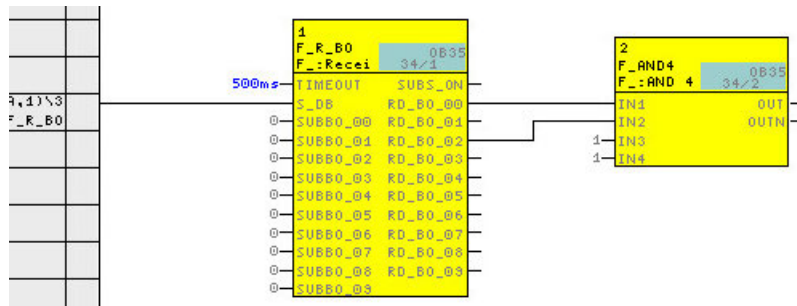 1
F_R_BO
F_:Recei
OB35
34/1
500ms
TIMEOUT SUBS_ON
S_DB RD_BO_00
0 SUBBO_00 RD_BO_01
0 SUBBO_01 RD_BO_02
0 SUBBO_02 RD_BO_03
0 SUBBO_03 RD_BO_04
0 SUBBO_04 RD_BO_05
0 SUBBO_05 RD_BO_06
0 SUBBO_06 RD_BO_07
0 SUBBO_07 RD_BO_08
0 SUBBO_08 RD_BO_09
0 SUBBO_09
A,1)\3
F_R_BO
2
F_AND4
F_:AND 4
OB35
34/2
IN1 OUT
IN2 OUTN
1 IN3
1 IN4